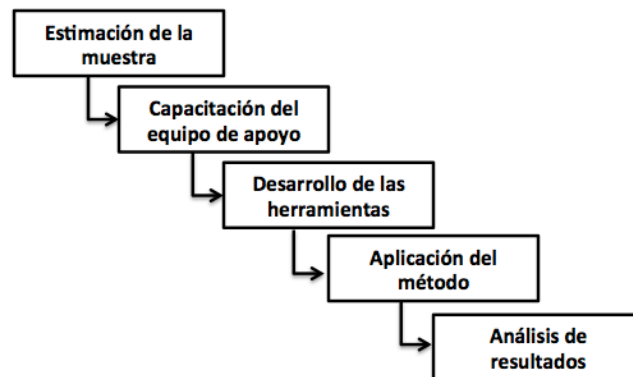 Estimación de la
muestra
Capacitación del
equipo de apoyo
Desarrollo de las
herramientas
Aplicación del
método
Análisis de
resultados